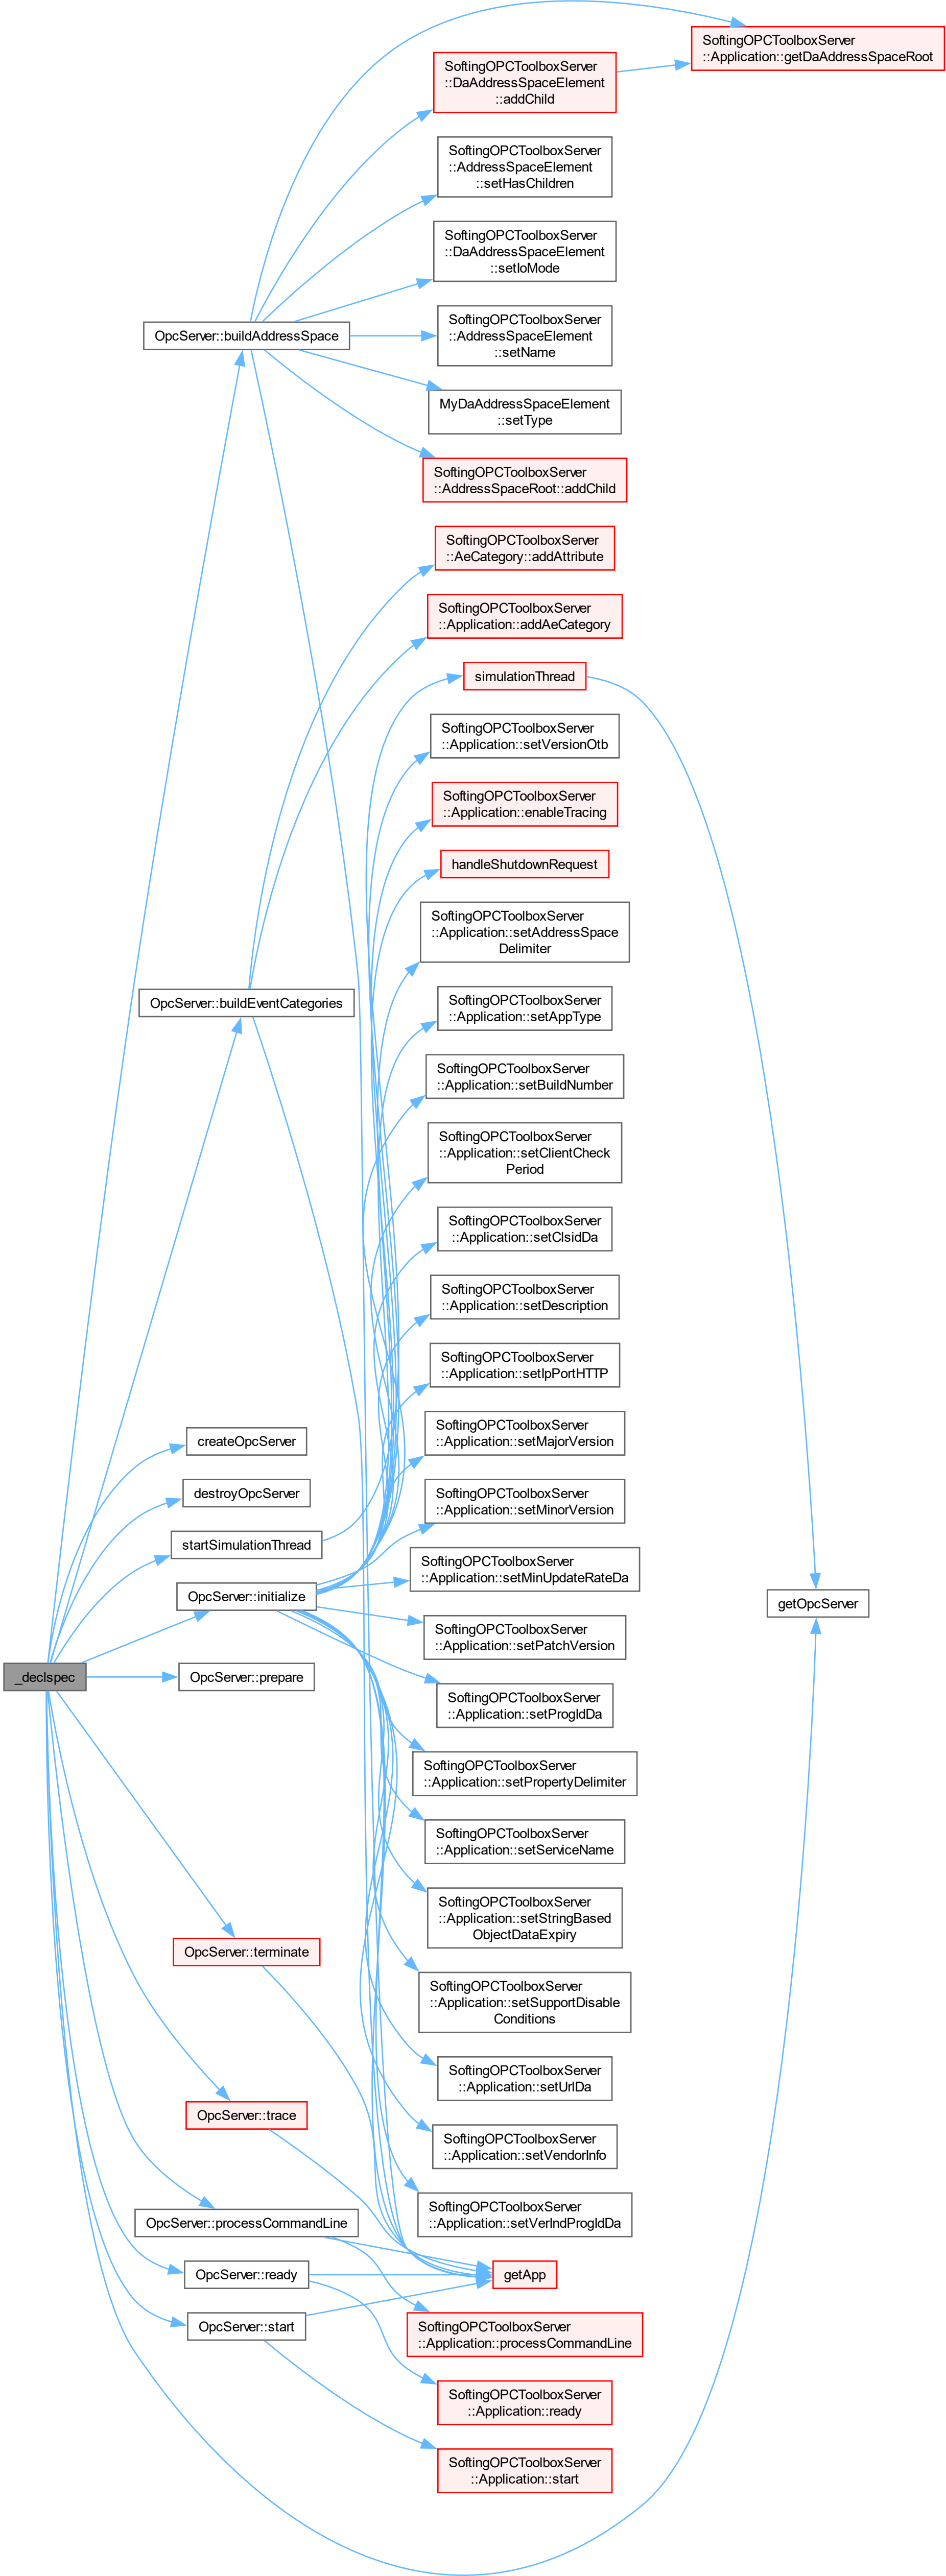 SoftingOPCToolboxServer
::Application::getDaAddressSpaceRoot
SoftingOPCToolboxServer
::DaAddressSpaceElement
::addChild
SoftingOPCToolboxServer
::AddressSpaceElement
::setHasChildren
SoftingOPCToolboxServer
::DaAddressSpaceElement
::setIoMode
OpcServer::buildAddressSpace
SoftingOPCToolboxServer
::AddressSpaceElement
::setName
MyDaAddressSpaceElement
::setType
SoftingOPCToolboxServer
::AddressSpaceRoot::addChild
SoftingOPCToolboxServer
::AeCategory::addAttribute
SoftingOPCToolboxServer
::Application::addAeCategory
simulationThread
SoftingOPCToolboxServer
::Application::setVersionOtb
SoftingOPCToolboxServer
::Application::enableTracing
handleShutdownRequest
SoftingOPCToolboxServer
::Application::setAddressSpace
Delimiter
OpcServer::buildEventCategories
SoftingOPCToolboxServer
::Application::setAppType
SoftingOPCToolboxServer
::Application::setBuildNumber
SoftingOPCToolboxServer
::Application::setClientCheck
Period
SoftingOPCToolboxServer
::Application::setClsidDa
SoftingOPCToolboxServer
::Application::setDescription
SoftingOPCToolboxServer
::Application::setIpPortHTTP
createOpcServer
SoftingOPCToolboxServer
::Application::setMajorVersion
destroyOpcServer
SoftingOPCToolboxServer
::Application::setMinorVersion
startSimulationThread
SoftingOPCToolboxServer
::Application::setMinUpdateRateDa
OpcServer::initialize
getOpcServer
SoftingOPCToolboxServer
::Application::setPatchVersion
_declspec
OpcServer::prepare
SoftingOPCToolboxServer
::Application::setProgIdDa
SoftingOPCToolboxServer
::Application::setPropertyDelimiter
SoftingOPCToolboxServer
::Application::setServiceName
SoftingOPCToolboxServer
::Application::setStringBased
ObjectDataExpiry
OpcServer::terminate
SoftingOPCToolboxServer
::Application::setSupportDisable
Conditions
SoftingOPCToolboxServer
::Application::setUrlDa
OpcServer::trace
SoftingOPCToolboxServer
::Application::setVendorInfo
SoftingOPCToolboxServer
::Application::setVerIndProgIdDa
OpcServer::processCommandLine
OpcServer::ready
getApp
OpcServer::start
SoftingOPCToolboxServer
::Application::processCommandLine
SoftingOPCToolboxServer
::Application::ready
SoftingOPCToolboxServer
::Application::start